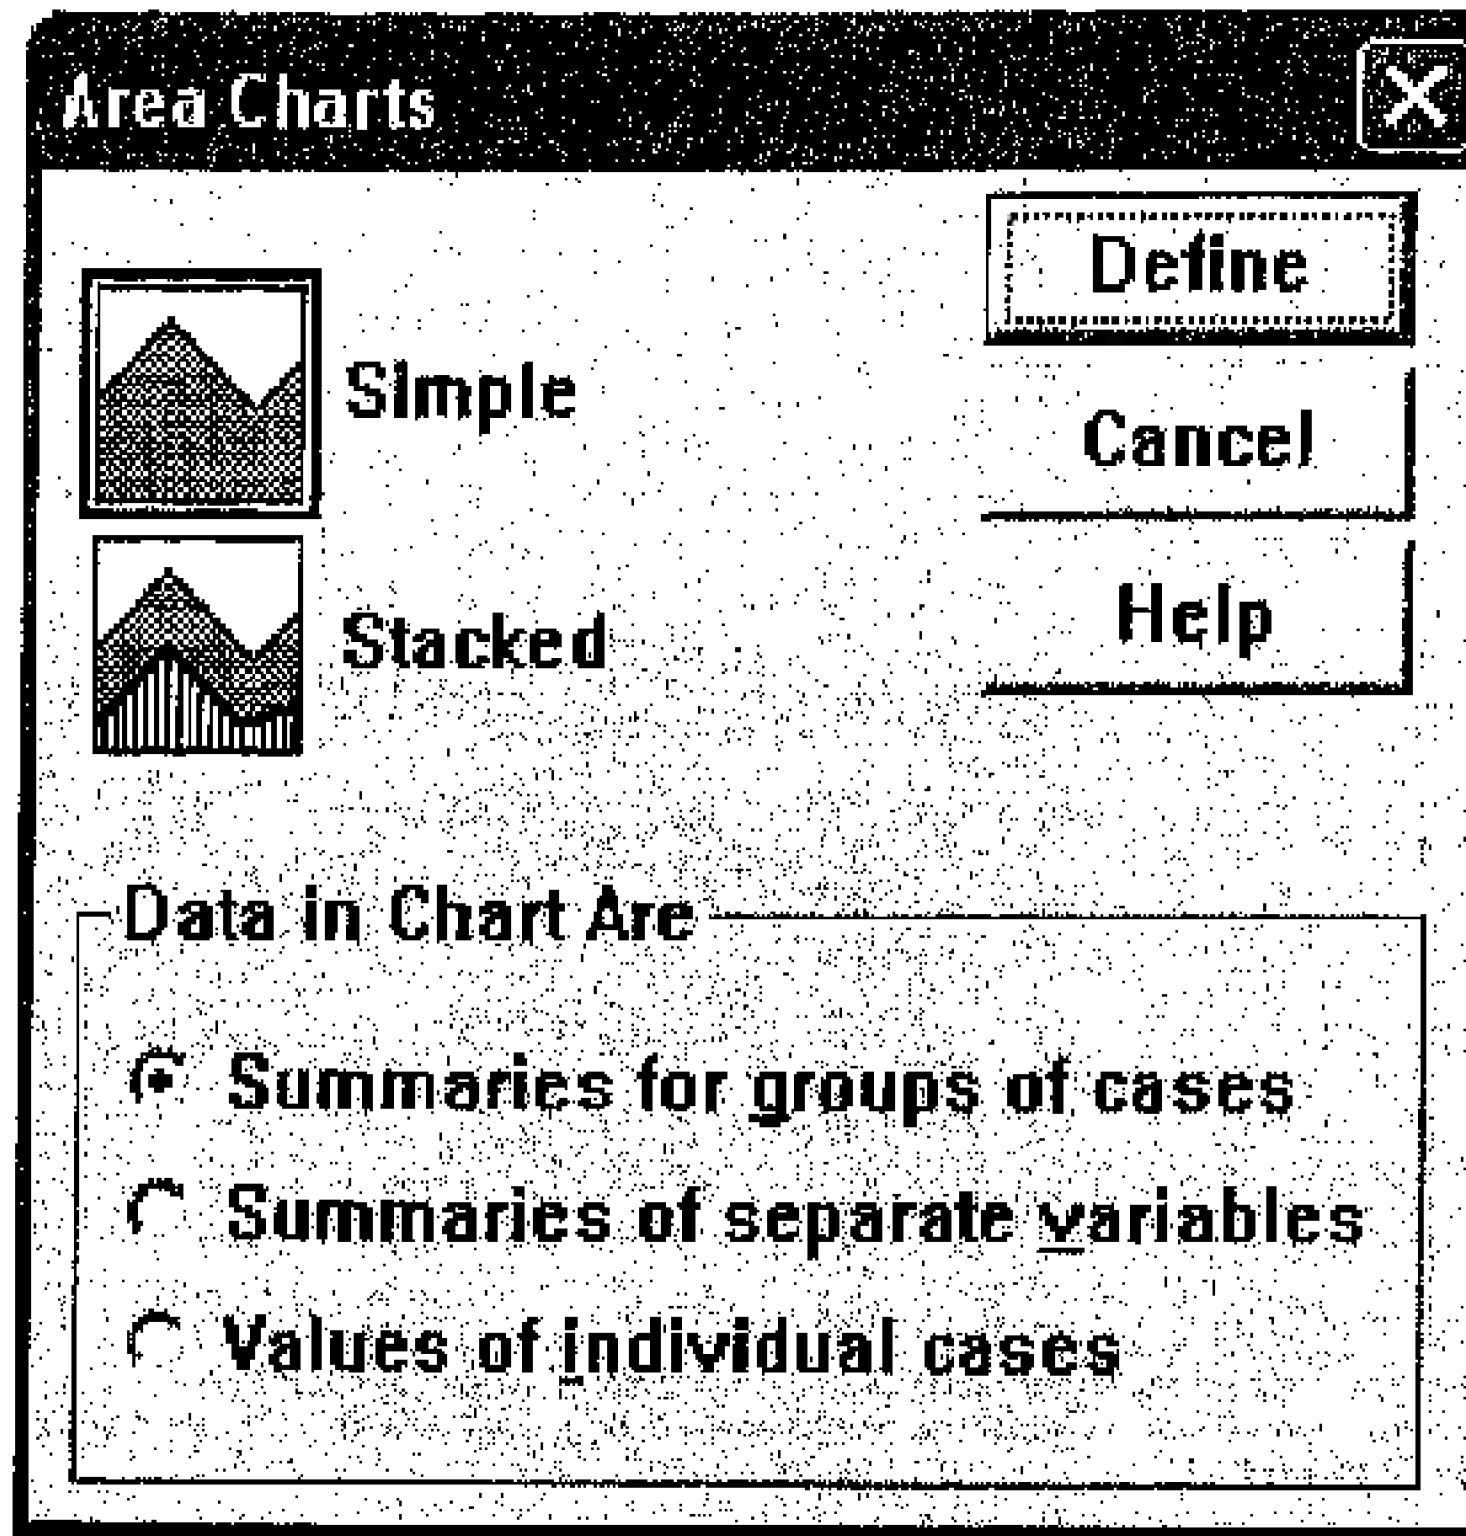 Area Charts
Define
Simple
Cancel
Stacked
Help
Data in Chart Are
Summaries for groups of cases
Summaries of separate variables
Values of individual cases